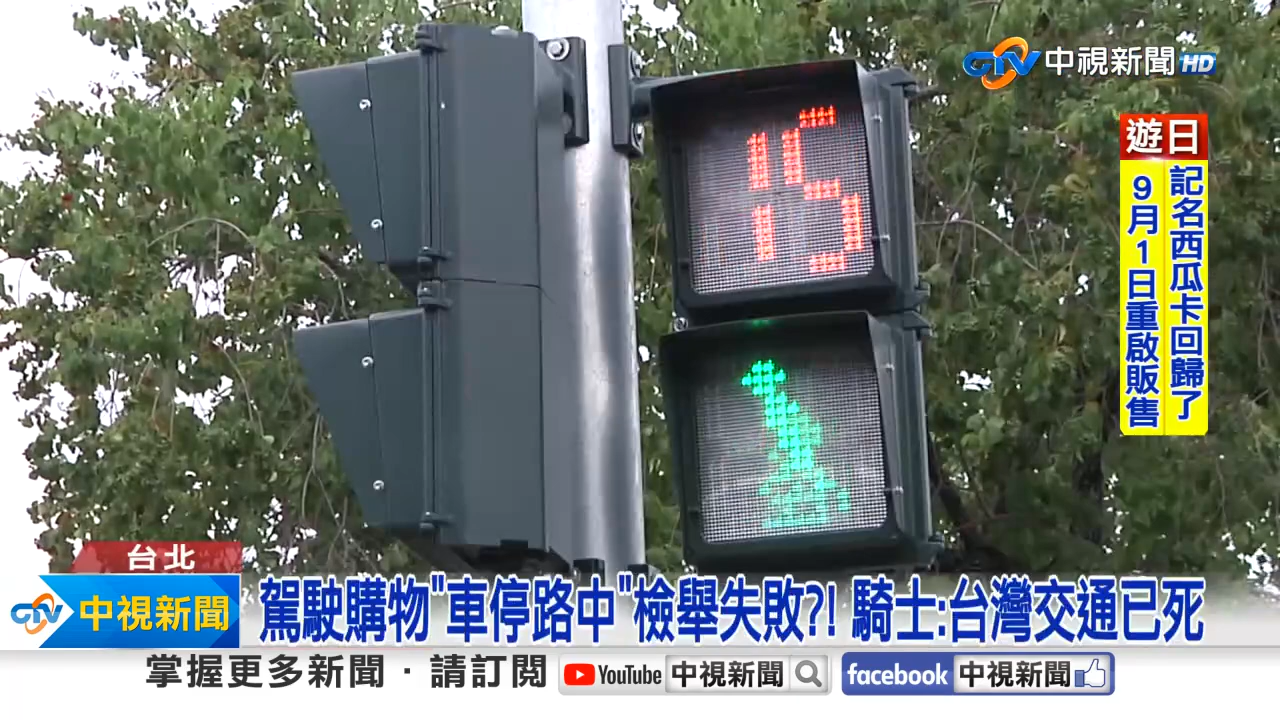 CTV 中視新聞 HD
遊日
記名西瓜卡回歸了
9月1日重啟販售
15
台北
CTV 中視新聞
駕駛購物"車停路中"檢舉失敗?! 騎士:台灣交通已死
掌握更多新聞·請訂閱 YouTube 中視新聞 facebook 中視新聞